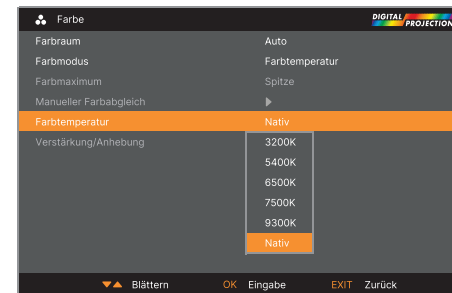 Farbe
DIGITAL PROJECTION
Farbraum Auto
Farbmodus Farbtemperatur
Farbmaximum Spitze
Manueller Farbabgleich
Farbtemperatur Nativ
Verstärkung/Anhebung
3200K
5400K
6500K
7500K
9300K
Nativ
Blättern OK Eingabe EXIT Zurück